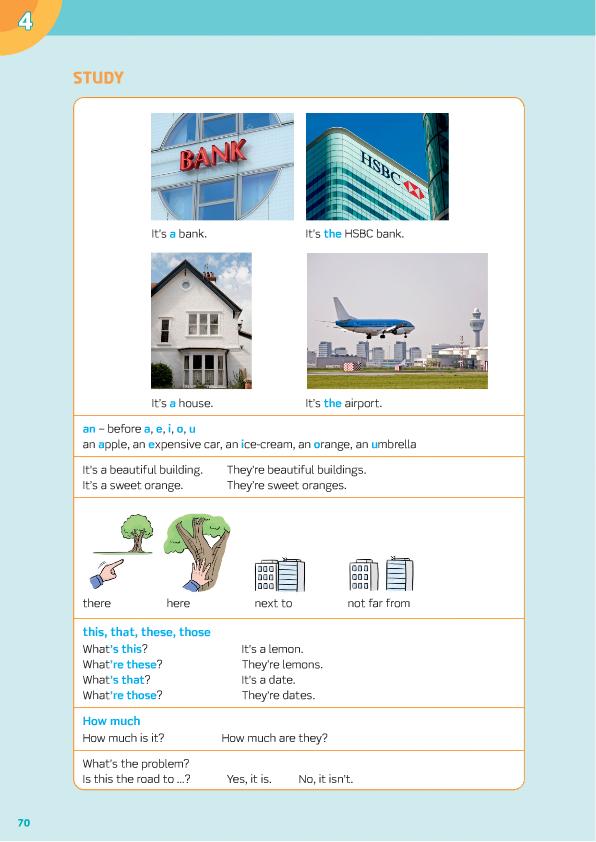 4
STUDY
BANK
HSBC
It's a bank.
It's the HSBC bank.
It's a house.
It's the airport.
an – before a, e, i, o, u
an apple, an expensive car, an ice-cream, an orange, an umbrella
It's a beautiful building. They're beautiful buildings.
It's a sweet orange. They're sweet oranges.
there here next to not far from
this, that, these, those
What's this? It's a lemon.
What're these? They're lemons.
What's that? It's a date.
What're those? They're dates.
How much
How much is it? How much are they?
What's the problem?
Is this the road to ...? Yes, it is. No, it isn't.
70